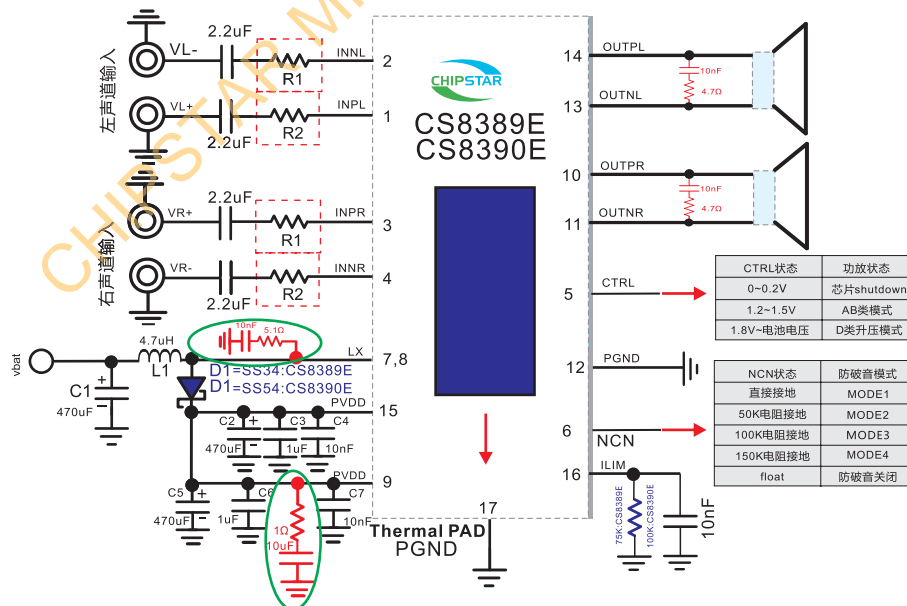 CHIPSTAR M
左声道输入
VL-
2.2uF
R1
INNL
2
VL+
2.2uF
R2
INPL
1
右声道输入
VR+
2.2uF
R1
INPR
3
VR-
2.2uF
R2
INNR
4
vbat
4.7uH
L1
10nF
5.1Ω
LX
7,8
D1=SS34:CS8389E
D1=SS54:CS8390E
C1
470uF
PVDD
15
C2
470uF
C3
1uF
C4
10nF
PVDD
9
C5
470uF
C6
1uF
1Ω
10uF
C7
10nF
CHIPSTAR
CS8389E
CS8390E
17
Thermal PAD
PGND
14
OUTPL
10nF
4.7Ω
13
OUTNL
10
OUTPR
10nF
4.7Ω
11
OUTNR
5
CTRL
CTRL状态 功放状态
0~0.2V 芯片shutdown
1.2~1.5V AB类模式
1.8V~电池电压 D类升压模式
12
PGND
6
NCN
NCN状态 防破音模式
直接接地 MODE1
50K电阻接地 MODE2
100K电阻接地 MODE3
150K电阻接地 MODE4
float 防破音关闭
16
ILIM
75K:CS8389E
100K:CS8390E
10nF